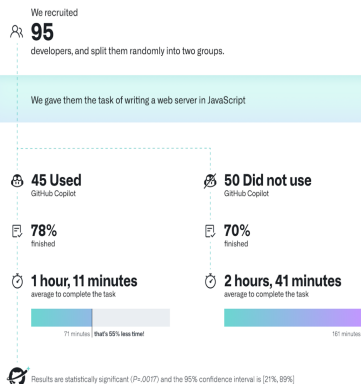 We recruited
95
developers, and split them randomly into two groups.
We gave them the task of writing a web server in JavaScript
45 Used
GitHub Copilot
50 Did not use
GitHub Copilot
78%
finished
70%
finished
1 hour, 11 minutes
average to complete the task
2 hours, 41 minutes
average to complete the task
71 minutes | that's 55% less time!
161 minutes
Results are statistically significant (P=.0017) and the 95% confidence interval is [21%, 89%]